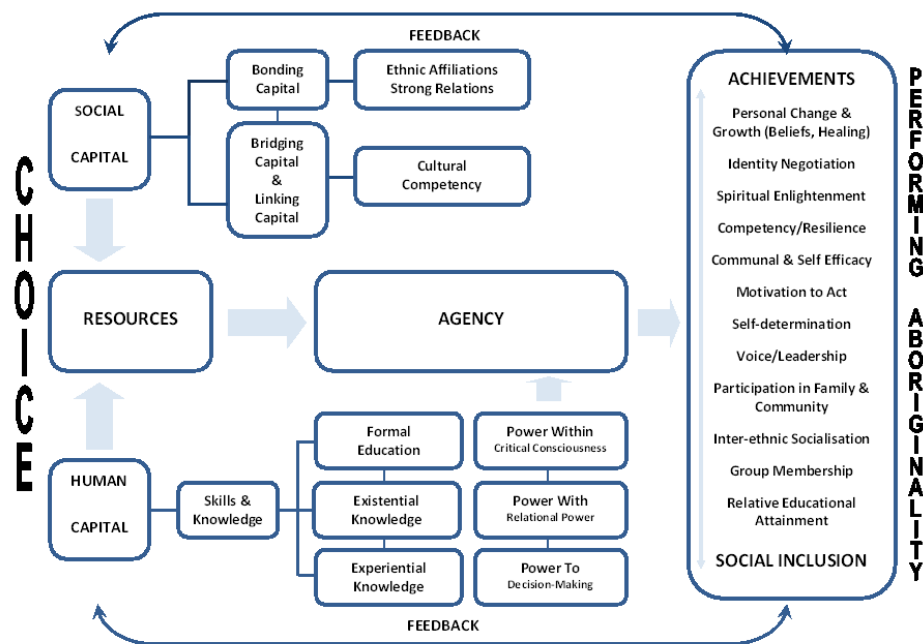 FEEDBACK
CHOICE
SOCIAL
CAPITAL
Bonding
Capital
Ethnic Affiliations
Strong Relations
Bridging
Capital
&
Linking
Capital
Cultural
Competency
RESOURCES
AGENCY
HUMAN
CAPITAL
Skills &
Knowledge
Formal
Education
Existential
Knowledge
Experiential
Knowledge
Power Within
Critical Consciousness
Power With
Relational Power
Power To
Decision-Making
ACHIEVEMENTS
Personal Change &
Growth (Beliefs, Healing)
Identity Negotiation
Spiritual Enlightenment
Competency/Resilience
Communal & Self Efficacy
Motivation to Act
Self-determination
Voice/Leadership
Participation in Family &
Community
Inter-ethnic Socialisation
Group Membership
Relative Educational
Attainment
SOCIAL INCLUSION
PERFORMING ABORIGINALITY
FEEDBACK